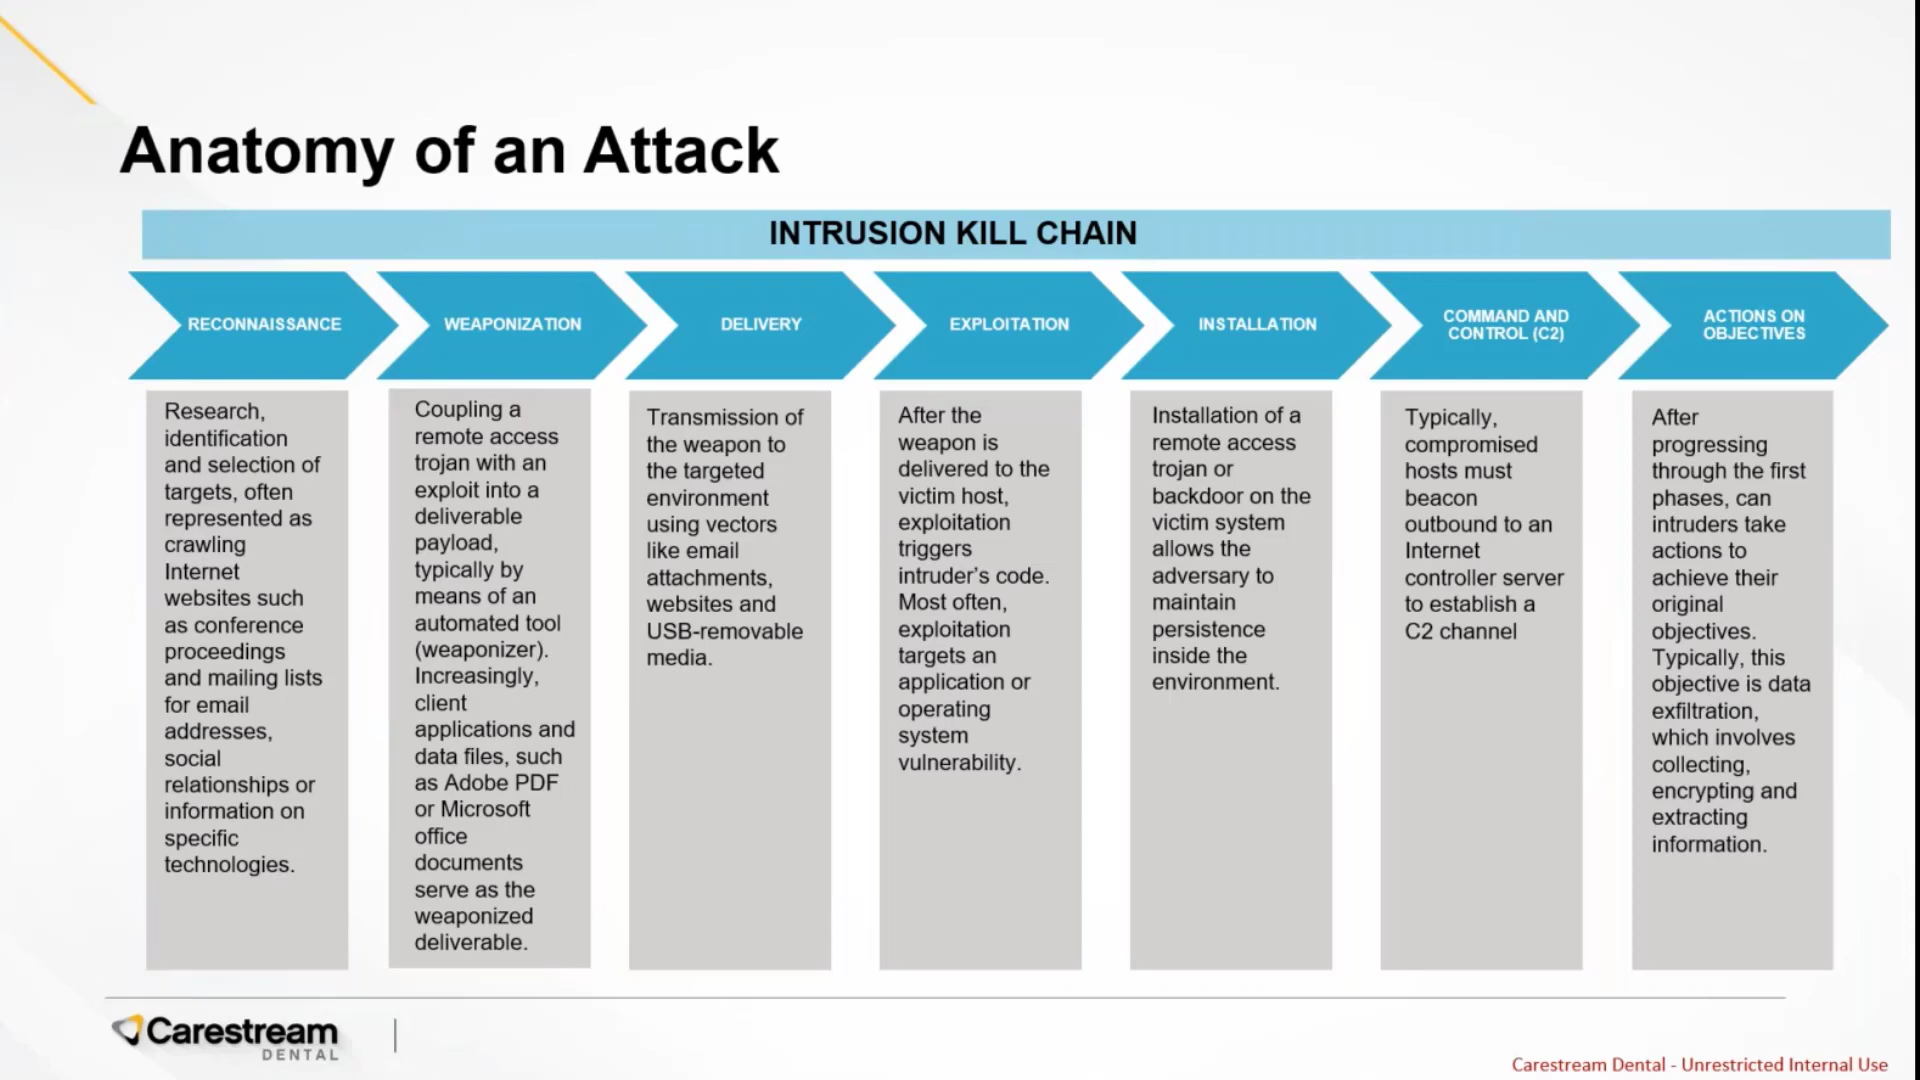 Anatomy of an Attack
INTRUSION KILL CHAIN
RECONNAISSANCE
WEAPONIZATION
DELIVERY
EXPLOITATION
INSTALLATION
COMMAND AND
CONTROL (C2)
ACTIONS ON
OBJECTIVES
Research,
identification
and selection of
targets, often
represented as
crawling
Internet
websites such
as conference
proceedings
and mailing lists
for email
addresses,
social
relationships or
information on
specific
technologies.
Coupling a
remote access
trojan with an
exploit into a
deliverable
payload,
typically by
means of an
automated tool
(weaponizer).
Increasingly,
client
applications and
data files, such
as Adobe PDF
or Microsoft
office
documents
serve as the
weaponized
deliverable.
Transmission of
the weapon to
the targeted
environment
using vectors
like email
attachments,
websites and
USB-removable
media.
After the
weapon is
delivered to the
victim host,
exploitation
triggers
intruder’s code.
Most often,
exploitation
targets an
application or
operating
system
vulnerability.
Installation of a
remote access
trojan or
backdoor on the
victim system
allows the
adversary to
maintain
persistence
inside the
environment.
Typically,
compromised
hosts must
beacon
outbound to an
Internet
controller server
to establish a
C2 channel
After
progressing
through the first
phases, can
intruders take
actions to
achieve their
original
objectives.
Typically, this
objective is data
exfiltration,
which involves
collecting,
encrypting and
extracting
information.
Carestream
DENTAL
Carestream Dental - Unrestricted Internal Use